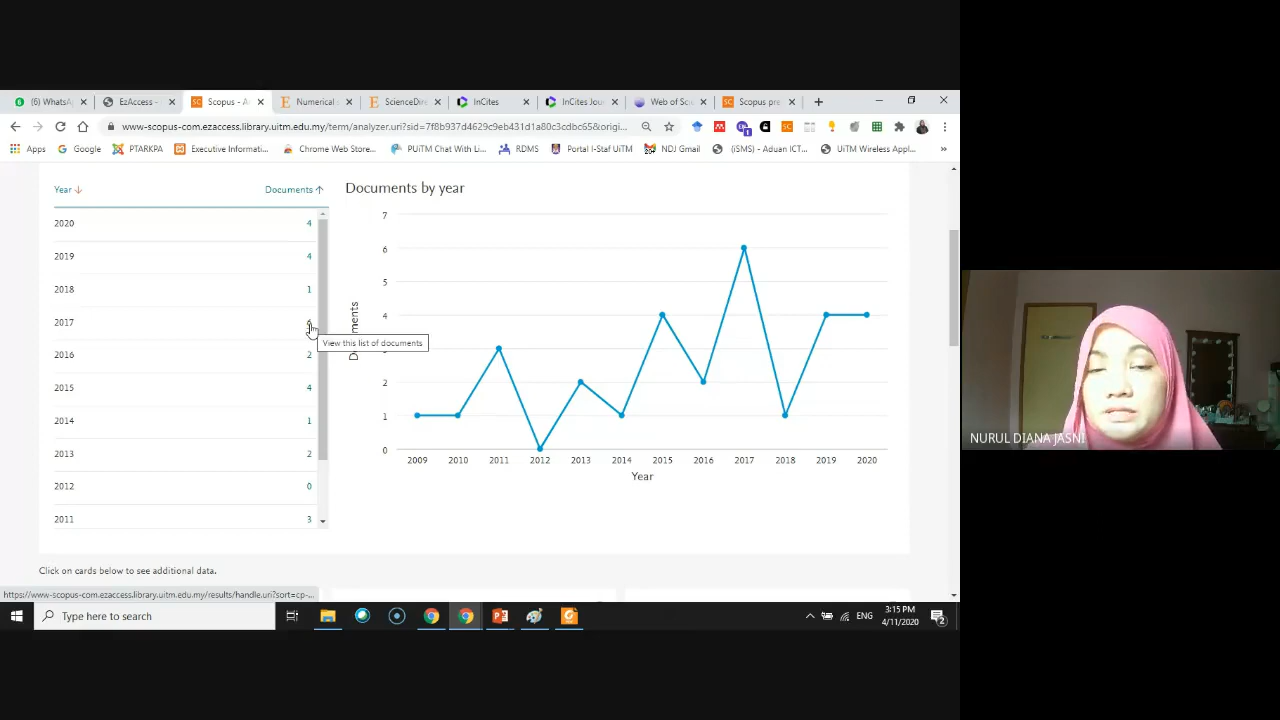 (6) WhatsA
EzAccess -
Scopus - A
Numerical
ScienceDire
InCites
InCites Jou
Web of Sci
Scopus pre
www-scopus-com.ezaccess.library.uitm.edu.my/term/analyzer.uri?sid=7f8b937d4629c9eb431d1a80c3cdbc65&origi...
Apps
Google
PTARKPA
Executive Informati...
Chrome Web Store...
PUiTM Chat With Li...
RDMS
Portal I-Staf UiTM
NDJ Gmail
(iSMS) - Aduan ICT...
UiTM Wireless Appl...
»
Year
Documents
2020 4
2019 4
2018 1
2017
2016 2
2015 4
2014 1
2013 2
2012 0
2011 3
View this list of documents
Documents by year
7
6
5
4
2
1
0
2009 2010 2011 2012 2013 2014 2015 2016 2017 2018 2019 2020
Year
Click on cards below to see additional data.
https://www-scopus-com.ezaccess.library.uitm.edu.my/results/handle.uri?sort=cp-...
Type here to search
ENG
3:15 PM
4/11/2020
2
NURUL DIANA JASNI